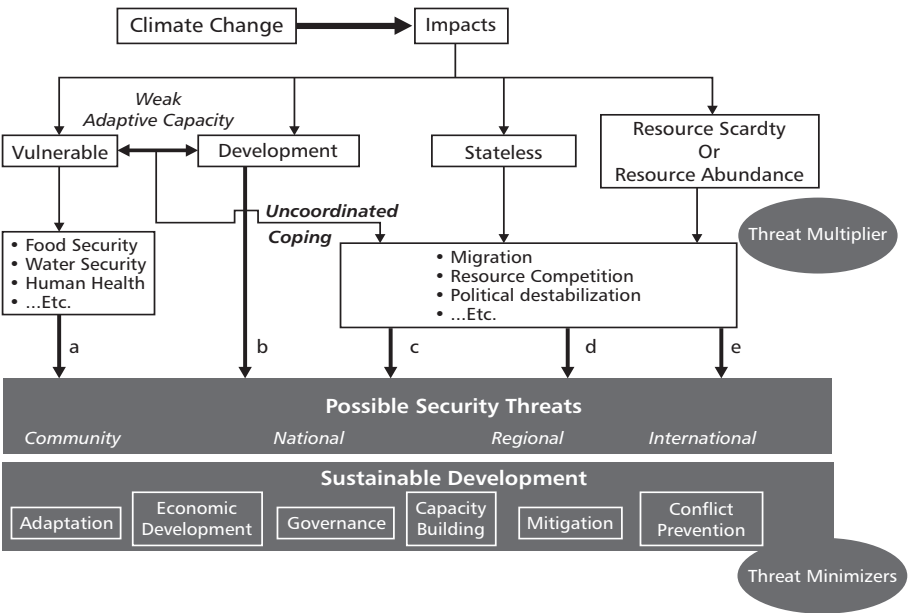 Climate Change
Impacts
Weak
Adaptive Capacity
Vulnerable
Development
Stateless
Resource Scardty
Or
Resource Abundance
Uncoordinated
Coping
Threat Multiplier
• Food Security
• Water Security
• Human Health
• ...Etc.
• Migration
• Resource Competition
• Political destabilization
• ...Etc.
a
b
c
d
e
Possible Security Threats
Community
National
Regional
International
Sustainable Development
Adaptation
Economic
Development
Governance
Capacity
Building
Mitigation
Conflict
Prevention
Threat Minimizers